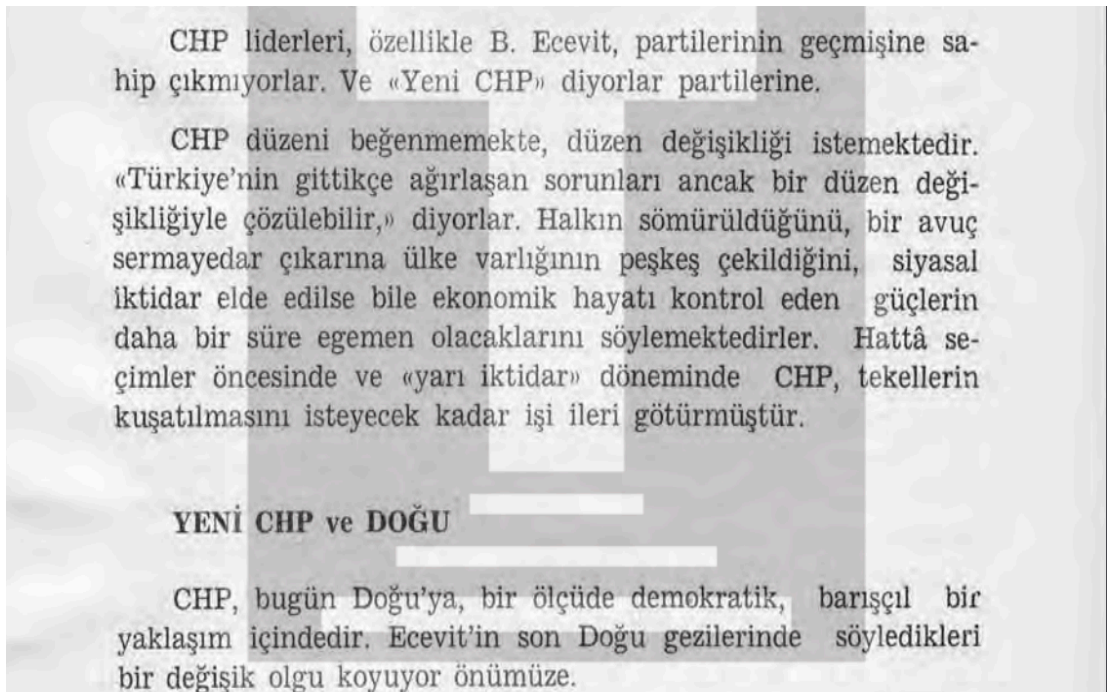 CHP liderleri, özellikle B. Ecevit, partilerinin geçmişine sa-
hip çıkmıyorlar. Ve «Yeni CHP» diyorlar partilerine.
CHP düzeni beğenmemekte, düzen değişikliği istemektedir.
«Türkiye'nin gittikçe ağırlaşan sorunları ancak bir düzen deği-
şikliğiyle çözülebilir,» diyorlar. Halkın sömürüldüğünü, bir avuç
sermayedar çıkarına ülke varlığının peşkeş çekildiğini, siyasal
iktidar elde edilse bile ekonomik hayatı kontrol eden güçlerin
daha bir süre egemen olacaklarını söylemektedirler. Hattâ se-
çimler öncesinde ve «yarı iktidar» döneminde CHP, tekellerin
kuşatılmasını isteyecek kadar işi ileri götürmüştür.
YENİ CHP ve DOĞU
CHP, bugün Doğu'ya, bir ölçüde demokratik, barışçıl bir
yaklaşım içindedir. Ecevit'in son Doğu gezilerinde söyledikleri
bir değişik olgu koyuyor önümüze.